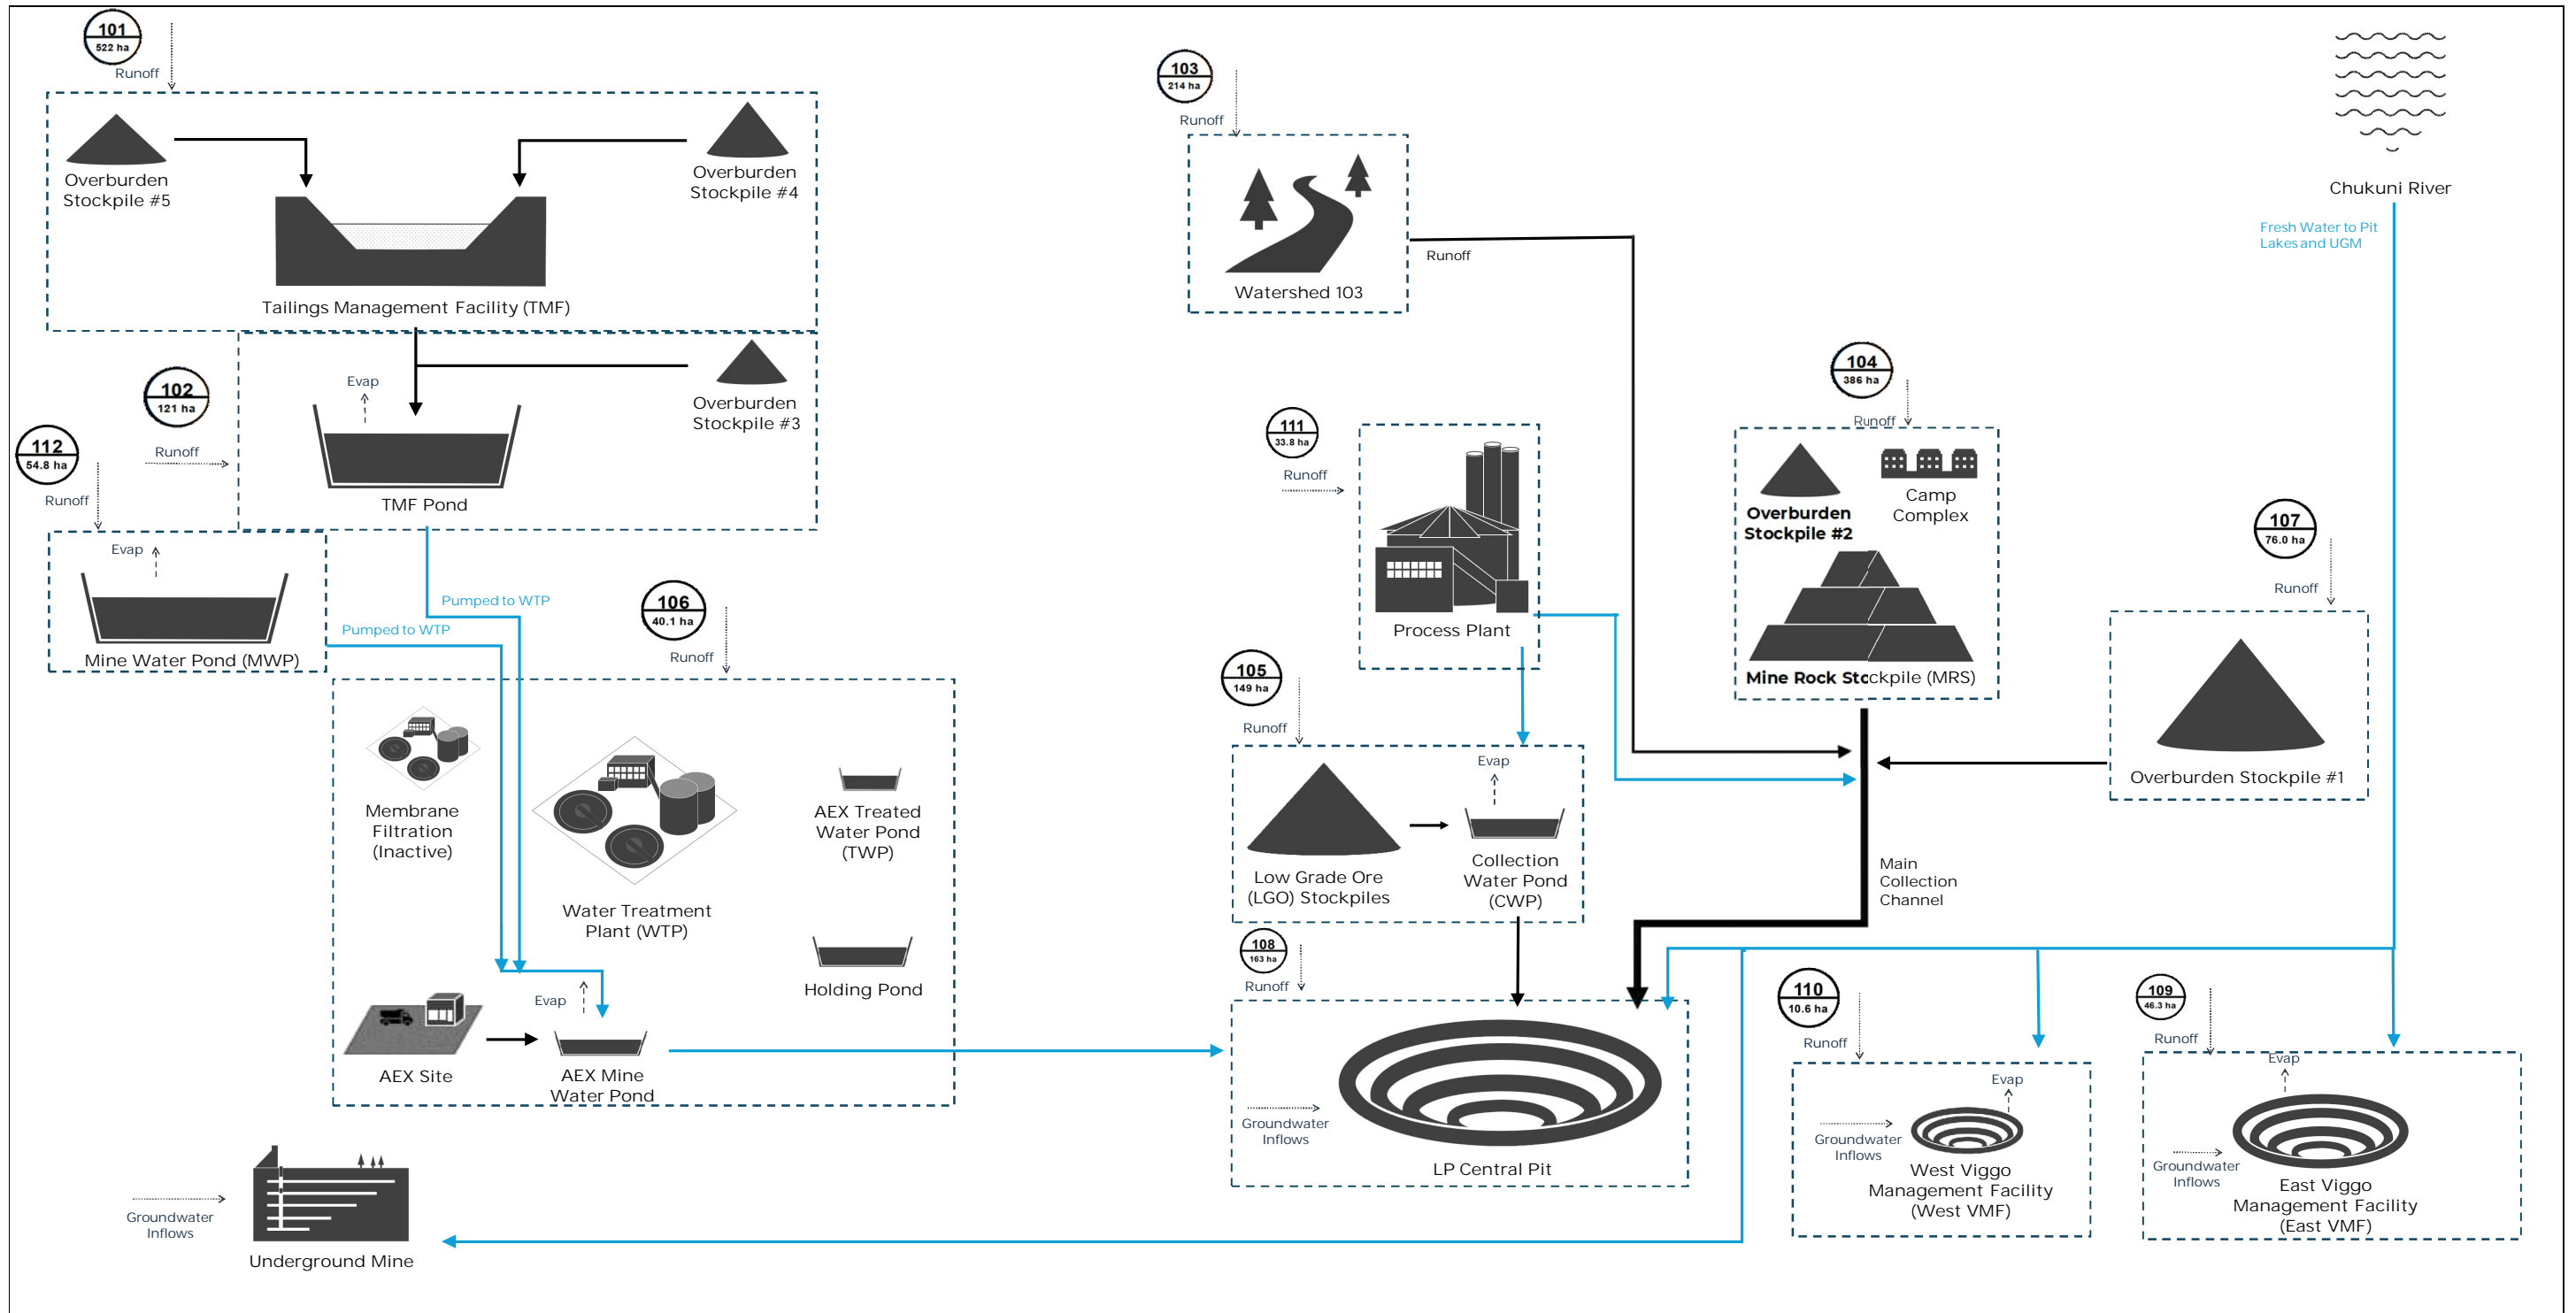 101
522 ha
Runoff
Overburden
Stockpile #5
Overburden
Stockpile #4
Tailings Management Facility (TMF)
102
121 ha
Runoff
Evap
Overburden
Stockpile #3
TMF Pond
112
54.8 ha
Runoff
Evap
Mine Water Pond (MWP)
Pumped to WTP
Pumped to WTP
106
40.1 ha
Runoff
Membrane
Filtration
(Inactive)
Water Treatment
Plant (WTP)
AEX Treated
Water Pond
(TWP)
Holding Pond
Evap
AEX Site
AEX Mine
Water Pond
Groundwater
Inflows
Underground Mine
103
214 ha
Runoff
Watershed 103
Runoff
111
33.8 ha
Runoff
Process Plant
105
149 ha
Runoff
Evap
Low Grade Ore
(LGO) Stockpiles
Collection
Water Pond
(CWP)
108
163 ha
Runoff
Groundwater
Inflows
LP Central Pit
104
386 ha
Runoff
Overburden
Stockpile #2
Camp
Complex
Mine Rock Stockpile (MRS)
Main
Collection
Channel
107
76.0 ha
Runoff
Overburden Stockpile #1
Chukuni River
Fresh Water to Pit
Lakes and UGM
110
10.6 ha
Runoff
Evap
Groundwater
Inflows
West Viggo
Management Facility
(West VMF)
109
46.3 ha
Runoff
Evap
Groundwater
Inflows
East Viggo
Management Facility
(East VMF)